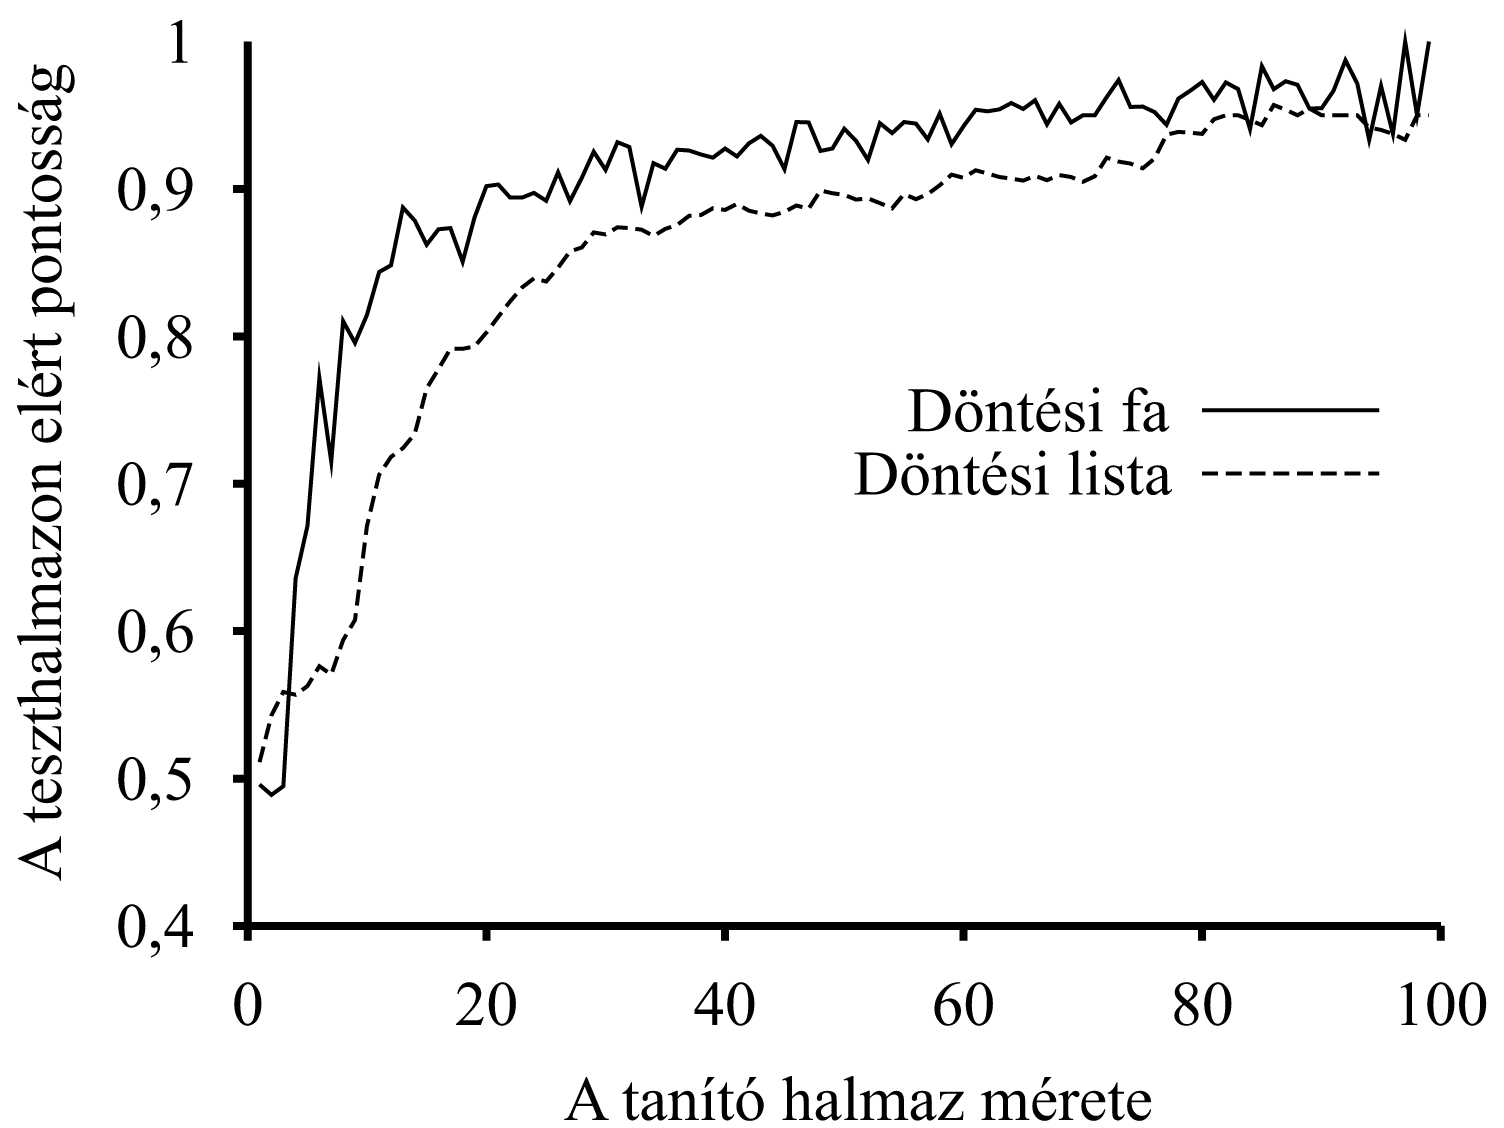 A teszthalmazon elért pontosság
1
0,9
0,8
0,7
0,6
0,5
0,4
Döntési fa
Döntési lista
0 20 40 60 80 100
A tanító halmaz mérete